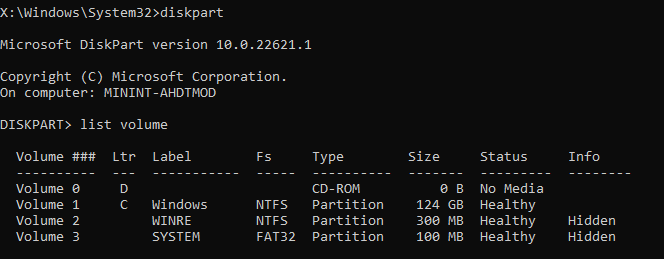 X:\Windows\System32>diskpart
Microsoft DiskPart version 10.0.22621.1
Copyright (C) Microsoft Corporation.
On computer: MININT-AHDTMOD
DISKPART> list volume
  Volume ###  Ltr  Label        Fs     Type        Size     Status     Info
  ----------  ---  -----------  -----  ----------  -------  ---------  --------
  Volume 0     D                       CD-ROM          0 B  No Media
  Volume 1     C   Windows      NTFS   Partition    124 GB  Healthy
  Volume 2         WINRE        NTFS   Partition    300 MB  Healthy    Hidden
  Volume 3         SYSTEM       FAT32  Partition    100 MB  Healthy    Hidden